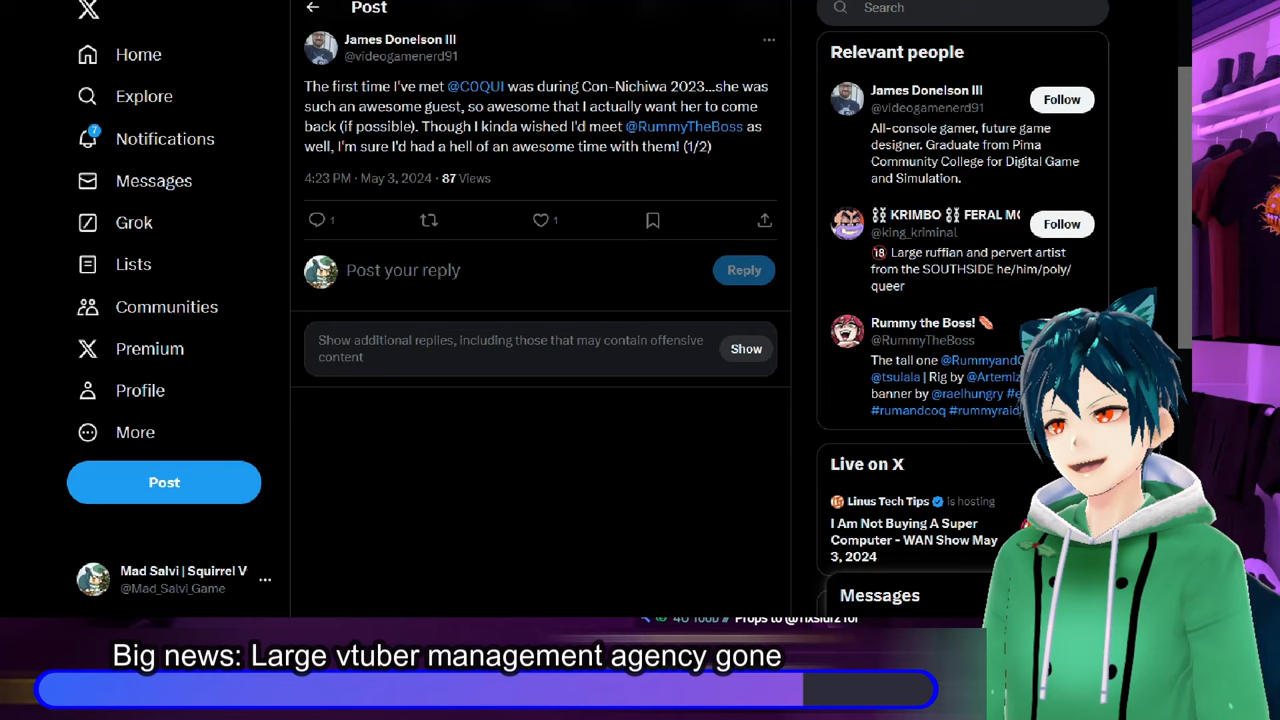 Home
Explore
7
Notifications
Messages
Grok
Lists
Communities
Premium
Profile
More
Post
Mad Salvi | Squirrel V
@Mad_Salvi_Game
Post
James Donelson III
@videogamenerd91
The first time I've met @C0QUI was during Con-Nichiwa 2023...she was
such an awesome guest, so awesome that I actually want her to come
back (if possible). Though I kinda wished I'd meet @RummyTheBoss as
well, I'm sure I'd had a hell of an awesome time with them! (1/2)
4:23 PM · May 3, 2024 · 87 Views
1
1
Post your reply
Reply
Show additional replies, including those that may contain offensive
content
Show
Search
Relevant people
James Donelson III
@videogamenerd91
Follow
All-console gamer, future game
designer. Graduate from Pima
Community College for Digital Game
and Simulation.
KRIMBO FERAL
@king_kriminal
Follow
🔞 Large ruffian and pervert artist
from the SOUTHSIDE he/him/poly/
queer
Rummy the Boss! 🌭
@RummyTheBoss
The tall one
@tsulala | Rig by
banner by @raelhungry
#rumandcoq
Live on X
Linus Tech Tips is hosting
I Am Not Buying A Super
Computer - WAN Show May
3, 2024
Messages
Props to
Big news: Large vtuber management agency gone